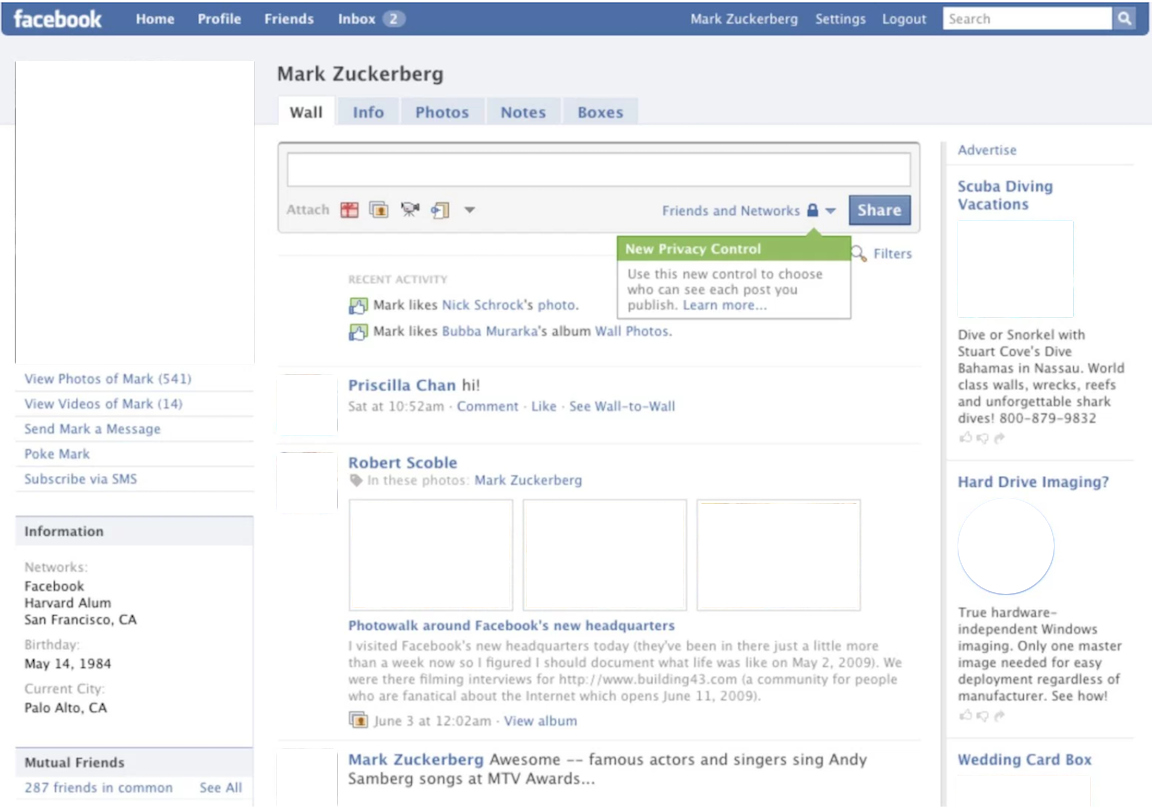 facebook Home Profile Friends Inbox 2 Mark Zuckerberg Settings Logout Search
Mark Zuckerberg
Wall Info Photos Notes Boxes
Attach
Friends and Networks Share
New Privacy Control
Use this new control to choose
who can see each post you
publish. Learn more...
Filters
RECENT ACTIVITY
Mark likes Nick Schrock's photo.
Mark likes Bubba Murarka's album Wall Photos.
Priscilla Chan hi!
Sat at 10:52am · Comment · Like · See Wall-to-Wall
Robert Scoble
In these photos: Mark Zuckerberg
Photowalk around Facebook's new headquarters
I visited Facebook's new headquarters today (they've been in there just a little more
than a week now so I figured I should document what life was like on May 2, 2009). We
were there filming interviews for http://www.building43.com (a community for people
who are fanatical about the Internet which opens June 11, 2009).
June 3 at 12:02am · View album
Mark Zuckerberg Awesome -- famous actors and singers sing Andy
Samberg songs at MTV Awards...
View Photos of Mark (541)
View Videos of Mark (14)
Send Mark a Message
Poke Mark
Subscribe via SMS
Information
Networks:
Facebook
Harvard Alum
San Francisco, CA
Birthday:
May 14, 1984
Current City:
Palo Alto, CA
Mutual Friends
287 friends in common See All
Advertise
Scuba Diving
Vacations
Dive or Snorkel with
Stuart Cove's Dive
Bahamas in Nassau. World
class walls, wrecks, reefs
and unforgettable shark
dives! 800-879-9832
Hard Drive Imaging?
True hardware-
independent Windows
imaging. Only one master
image needed for easy
deployment regardless of
manufacturer. See how!
Wedding Card Box